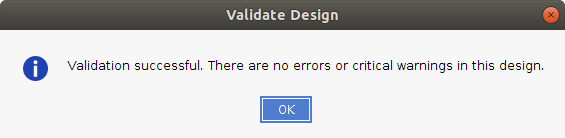 Validate Design
Validation successful. There are no errors or critical warnings in this design.
OK